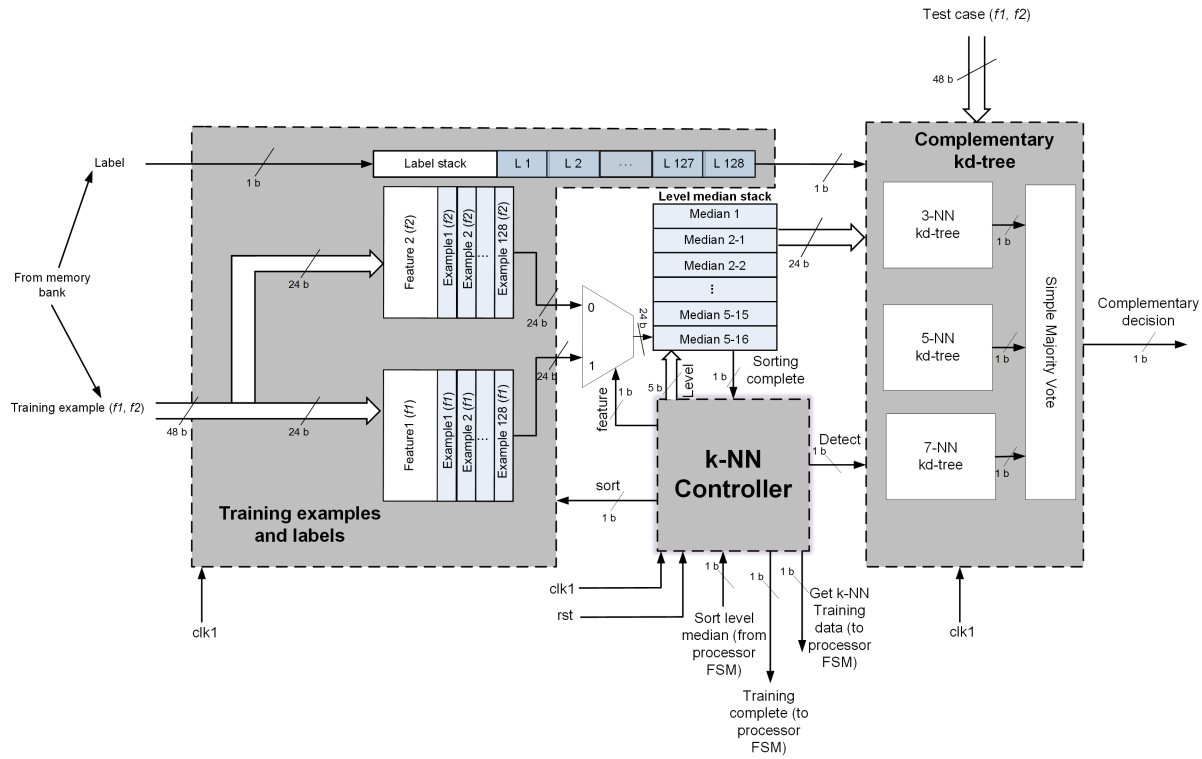 Test case (f1, f2)
48 b
Complementary
kd-tree
Label
1 b
Label stack
L 1
L 2
...
L 127
L 128
1 b
Level median stack
Median 1
Median 2-1
Median 2-2
⋮
Median 5-15
Median 5-16
24 b
Feature 2 (f2)
Example1 (f2)
Example 2 (f2)
...
Example 128 (f2)
24 b
24 b
From memory
bank
0
1
24 b
24 b
Training example (f1, f2)
48 b
24 b
Feature1 (f1)
Example1 (f1)
Example 2 (f1)
...
Example 128 (f1)
Training examples
and labels
feature
1 b
5 b
Level
1 b
Sorting
complete
k-NN
Controller
sort
1 b
Detect
1 b
3-NN
kd-tree
1 b
5-NN
kd-tree
1 b
7-NN
kd-tree
1 b
Simple Majority Vote
Complementary
decision
1 b
clk1
clk1
rst
1 b
Sort level
median (from
processor
FSM)
1 b
Training
complete (to
processor
FSM)
1 b
Get k-NN
Training
data (to
processor
FSM)
clk1